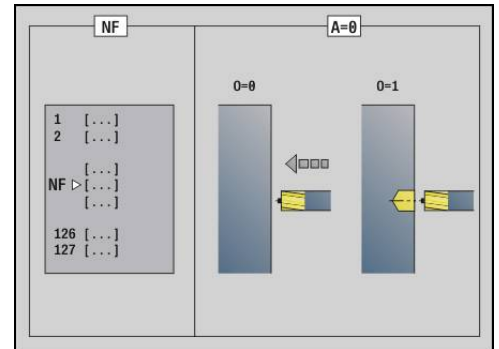 NF
A=0
O=0
O=1
1 [...]
2 [...]
[...]
NF [...]
[...]
126 [...]
127 [...]